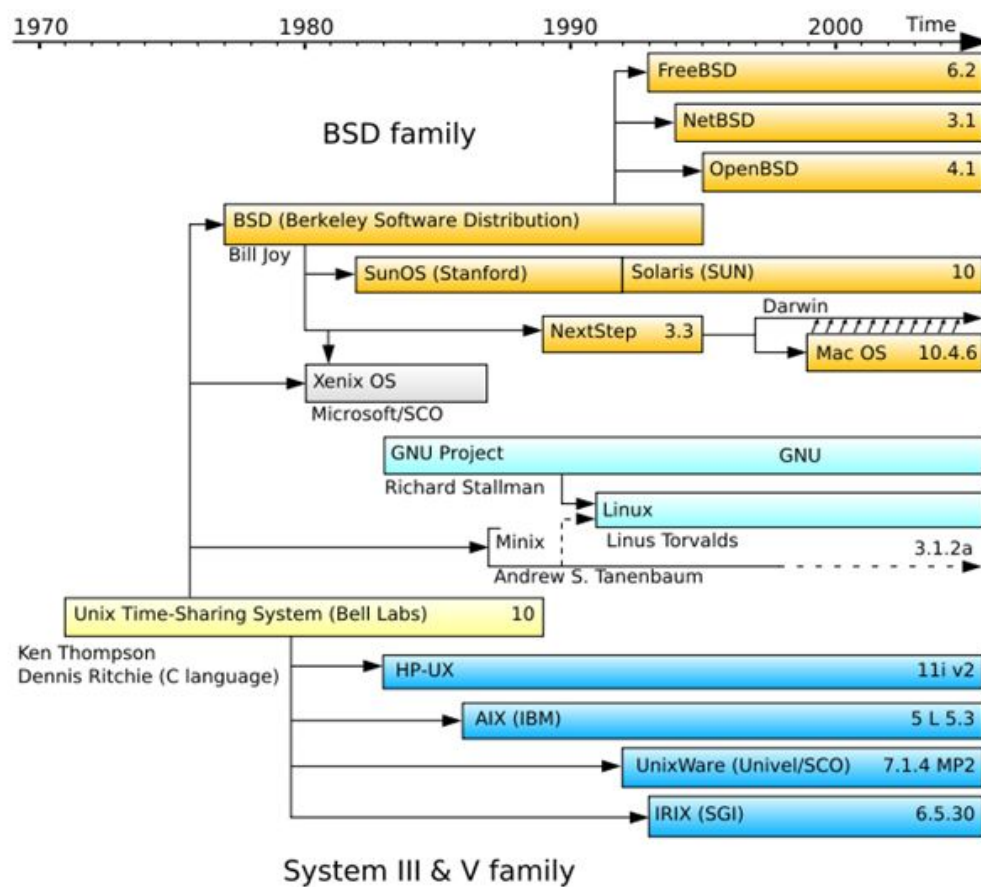 1970 1980 1990 2000 Time
FreeBSD 6.2
BSD family
NetBSD 3.1
OpenBSD 4.1
BSD (Berkeley Software Distribution)
Bill Joy
SunOS (Stanford) Solaris (SUN) 10
Darwin
NextStep 3.3
Mac OS 10.4.6
Xenix OS
Microsoft/SCO
GNU Project GNU
Richard Stallman
Linux
Linus Torvalds
Minix
3.1.2a
Andrew S. Tanenbaum
Unix Time-Sharing System (Bell Labs) 10
Ken Thompson
Dennis Ritchie (C language)
HP-UX 11i v2
AIX (IBM) 5 L 5.3
UnixWare (Univel/SCO) 7.1.4 MP2
IRIX (SGI) 6.5.30
System III & V family